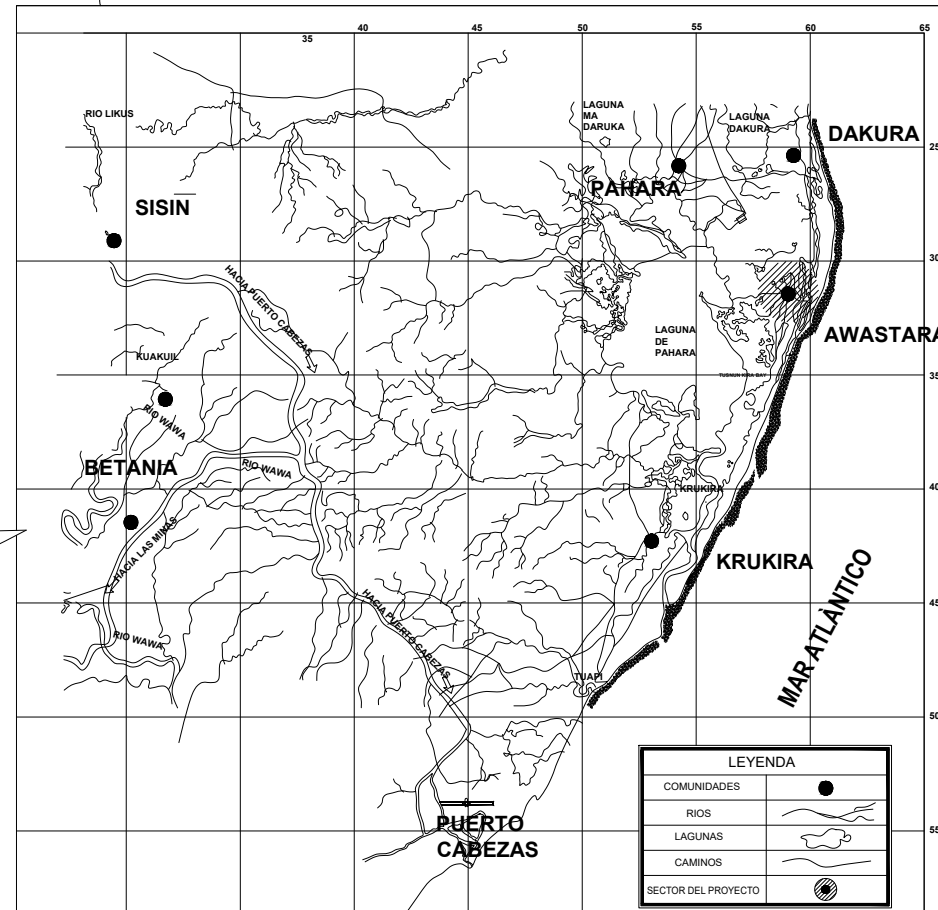 35
40
45
50
55
60
65
RIO LIKUS
LAGUNA
MA
DARUKA
LAGUNA
DAKURA
DAKURA
25
PAHARA
SISIN
30
HACIA PUERTO CABEZAS
AWASTARA
LAGUNA
DE
PAHARA
KUAKUIL
TUBNUN KIRA BAY
35
RIO WAWA
BETANIA
RIO WAWA
KRUKIRA
40
HACIA LAS MINAS
KRUKIRA
MAR ATLÀNTICO
45
HACIA PUERTO CABEZAS
RIO WAWA
TUAPI
50
PUERTO
CABEZAS
55
LEYENDA
COMUNIDADES
RIOS
LAGUNAS
CAMINOS
SECTOR DEL PROYECTO